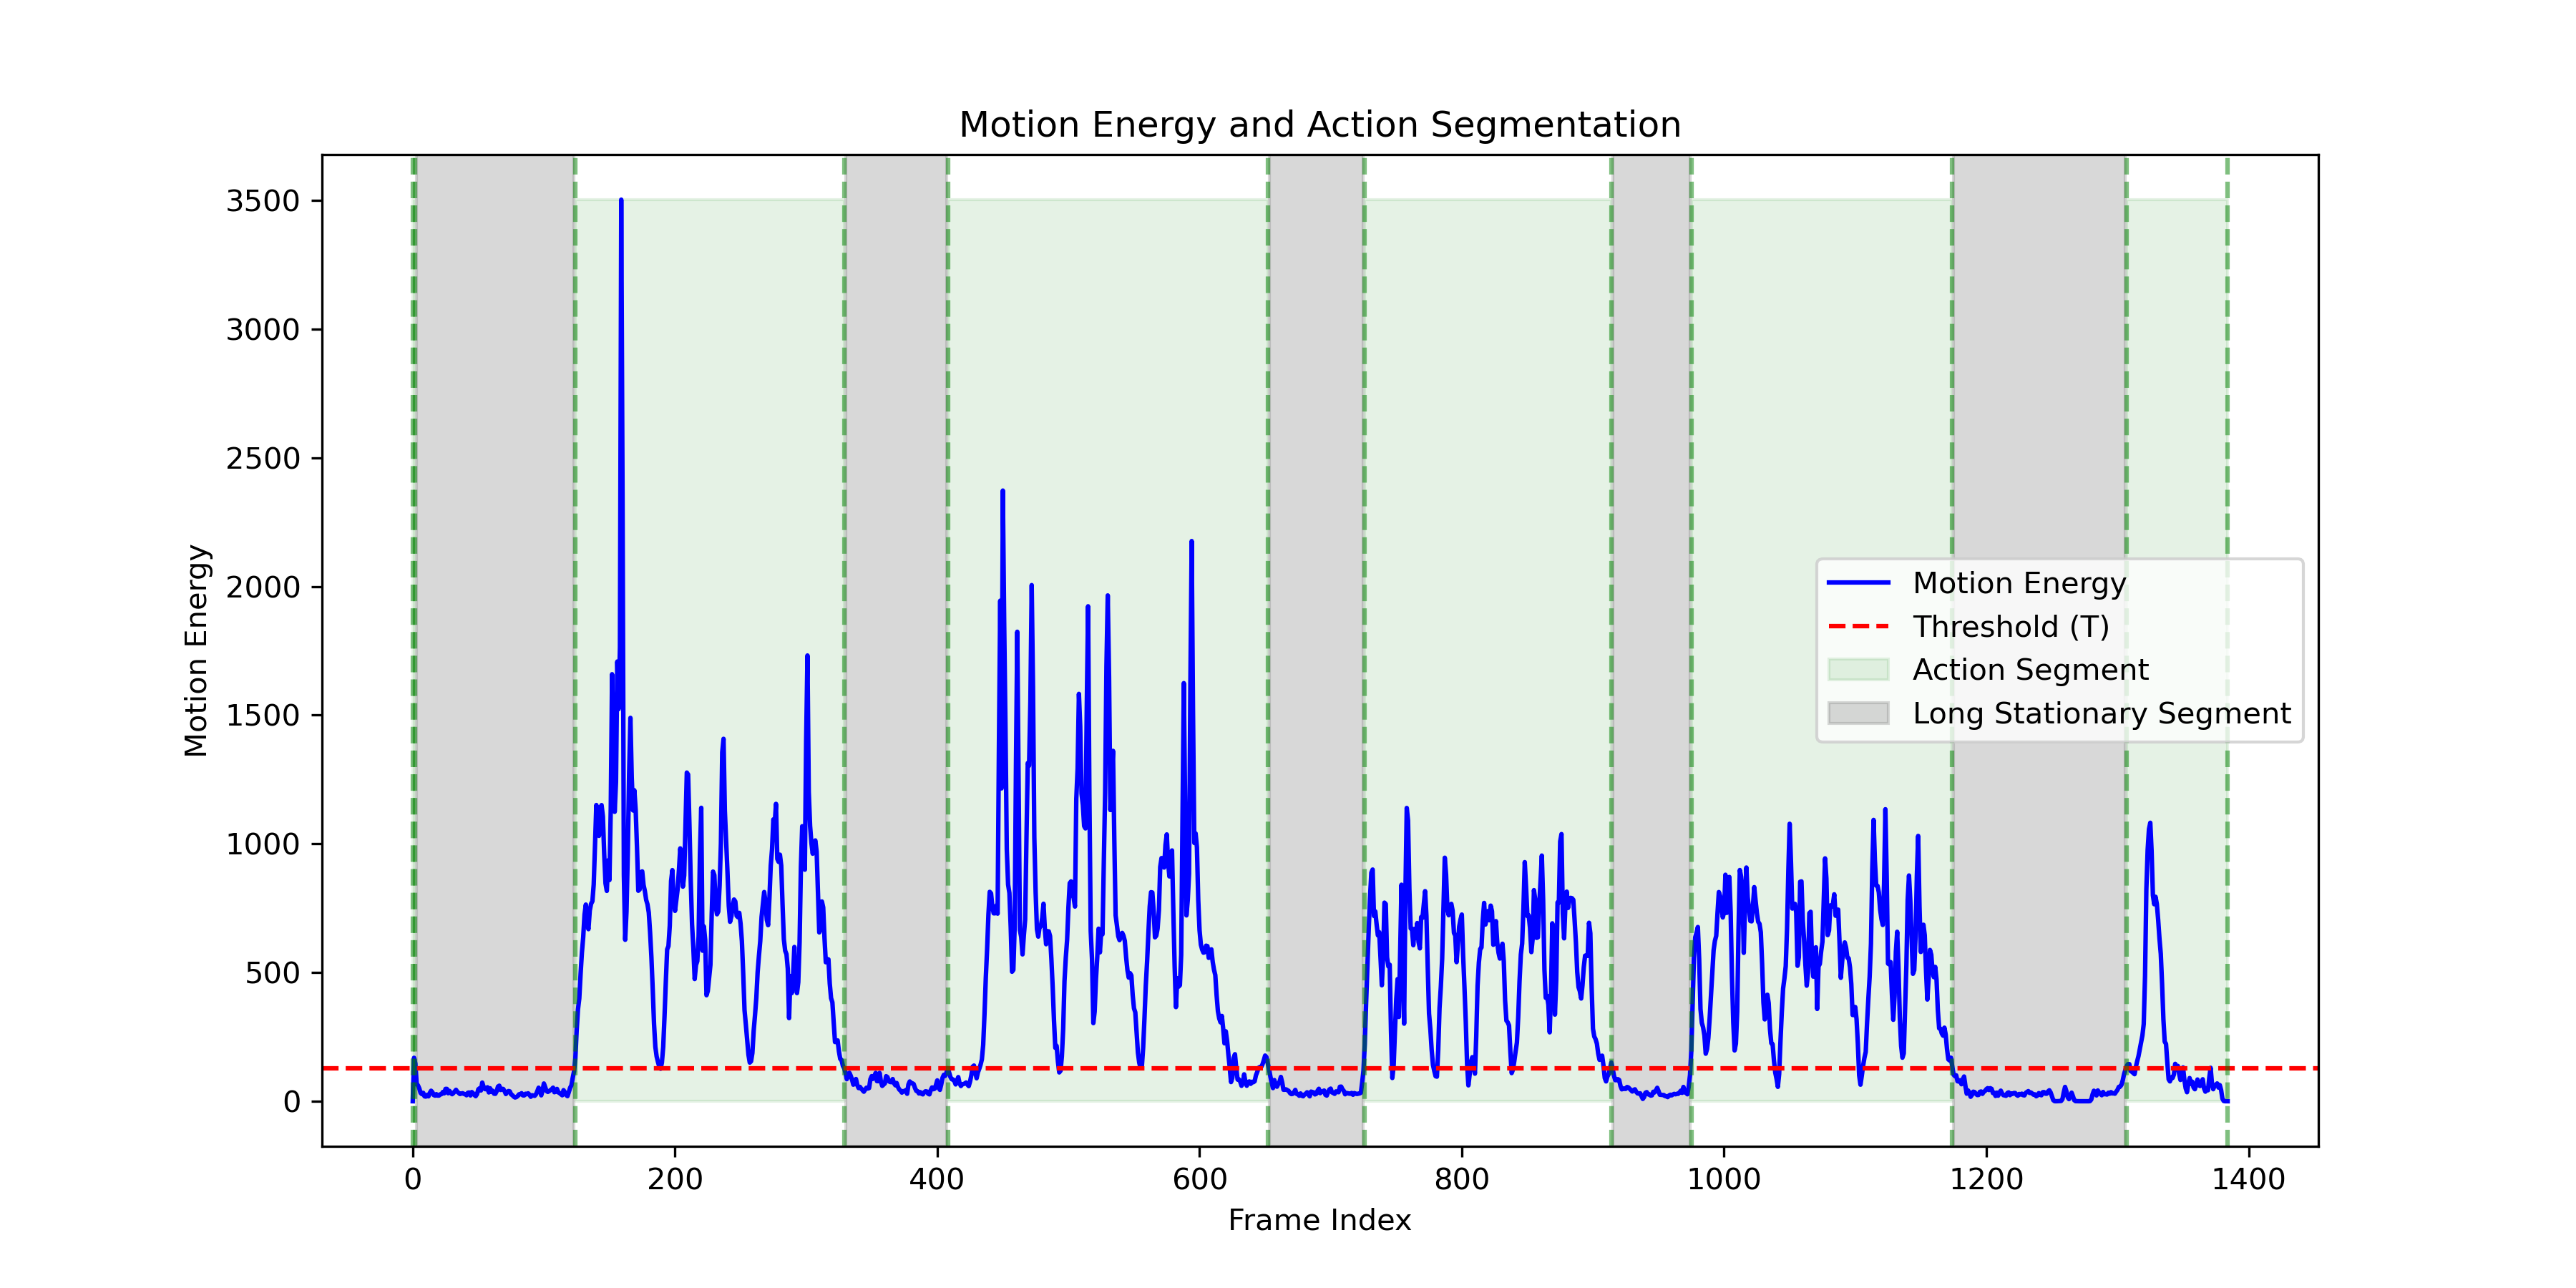 Motion Energy and Action Segmentation
3500
3000
2500
2000
1500
1000
500
0
Motion Energy
Motion Energy
Threshold (T)
Action Segment
Long Stationary Segment
0 200 400 600 800 1000 1200 1400
Frame Index